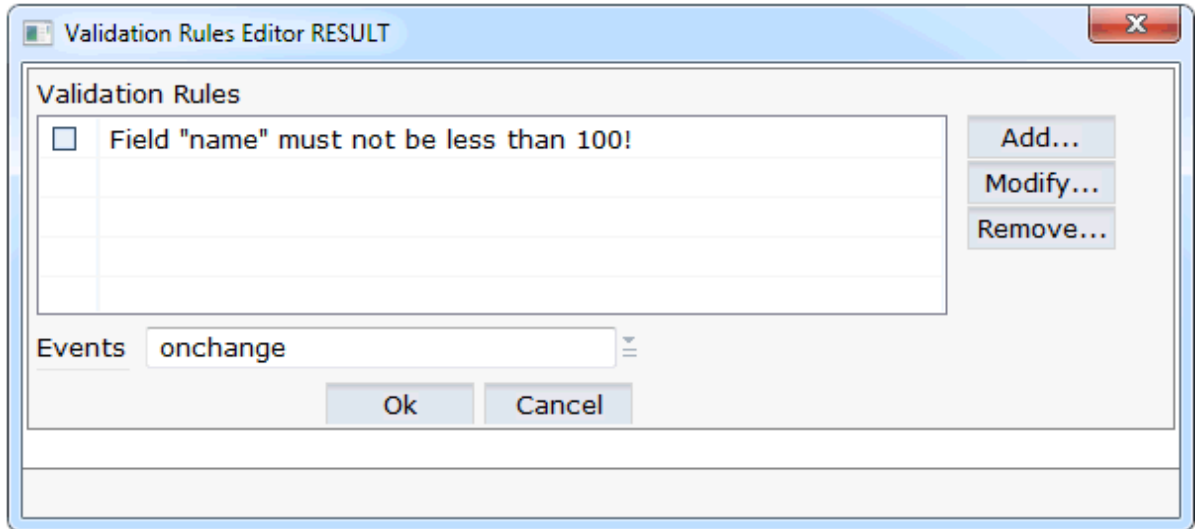 Validation Rules Editor RESULT
Validation Rules
Field "name" must not be less than 100!
Add...
Modify...
Remove...
Events onchange
Ok Cancel